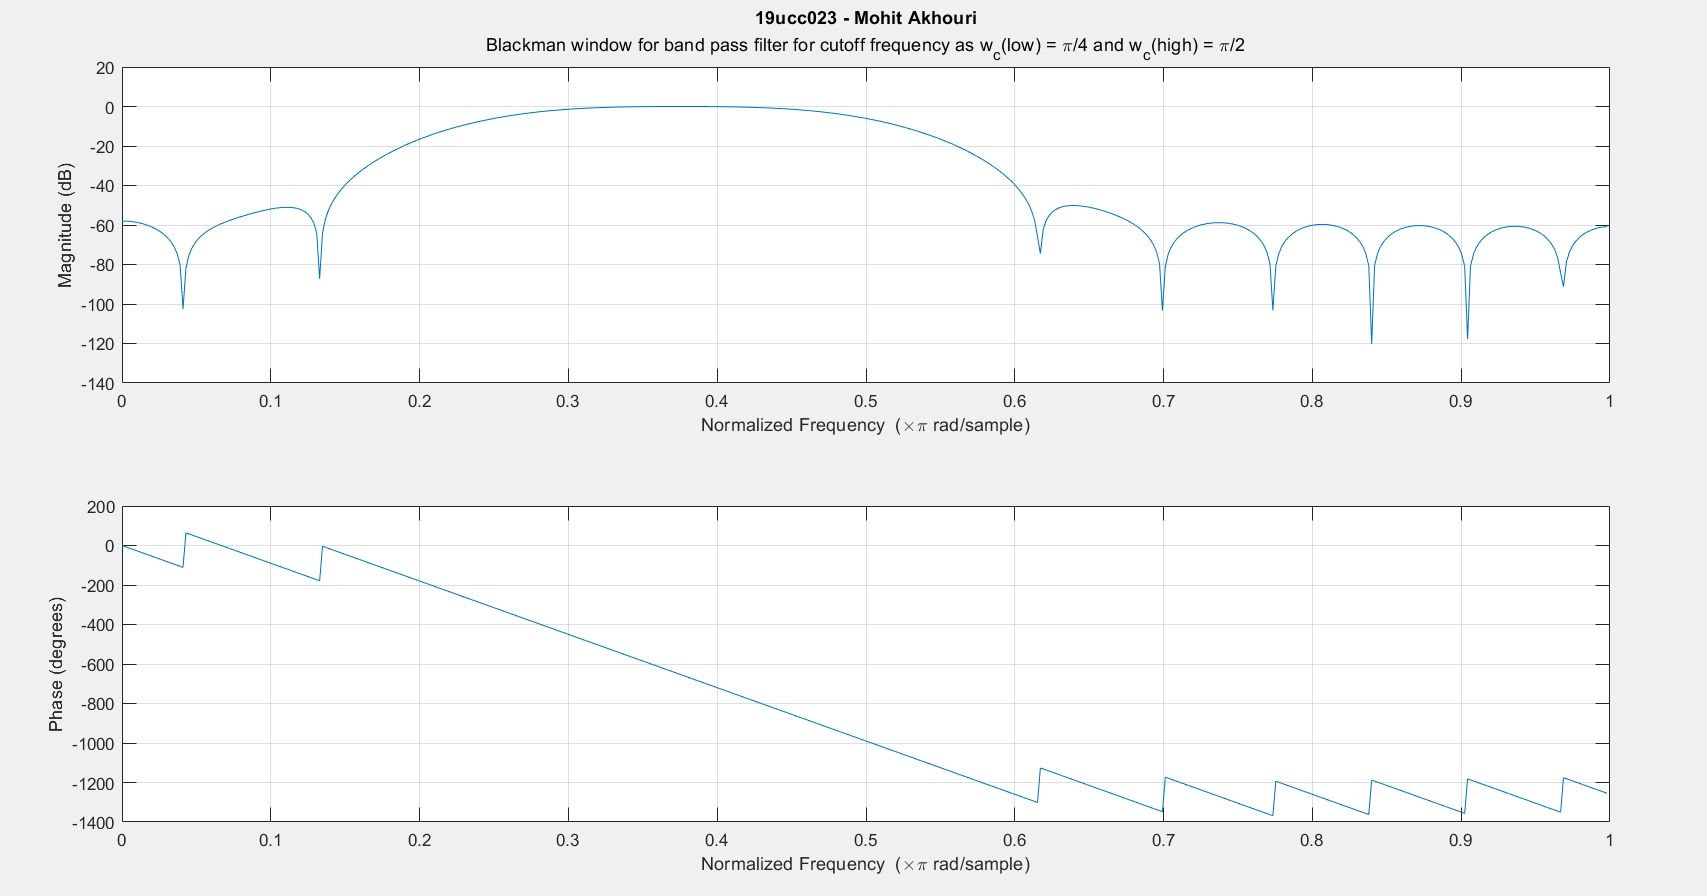 19ucc023 - Mohit Akhouri
Blackman window for band pass filter for cutoff frequency as w_c(low) = π/4 and w_c(high) = π/2
20
0
-20
-40
-60
-80
-100
-120
-140
Magnitude (dB)
0 0.1 0.2 0.3 0.4 0.5 0.6 0.7 0.8 0.9 1
Normalized Frequency (×π rad/sample)
200
0
-200
-400
-600
-800
-1000
-1200
-1400
Phase (degrees)
0 0.1 0.2 0.3 0.4 0.5 0.6 0.7 0.8 0.9 1
Normalized Frequency (×π rad/sample)